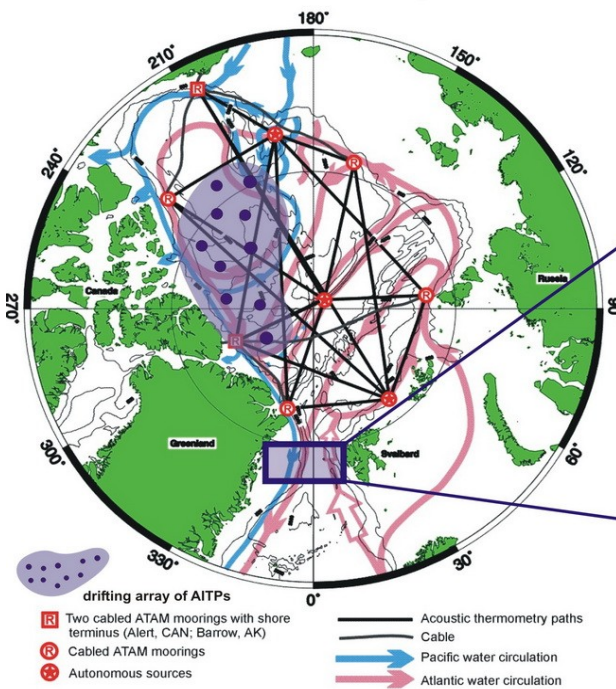 180°
210°
150°
240°
120°
Canada
Russia
270°
90
Greenland
Svalbard
300°
60°
330°
30°
0°
R
R
R
R
R
R
drifting array of AITPs
R Two cabled ATAM moorings with shore
terminus (Alert, CAN; Barrow, AK)
R Cabled ATAM moorings
Autonomous sources
Acoustic thermometry paths
Cable
Pacific water circulation
Atlantic water circulation